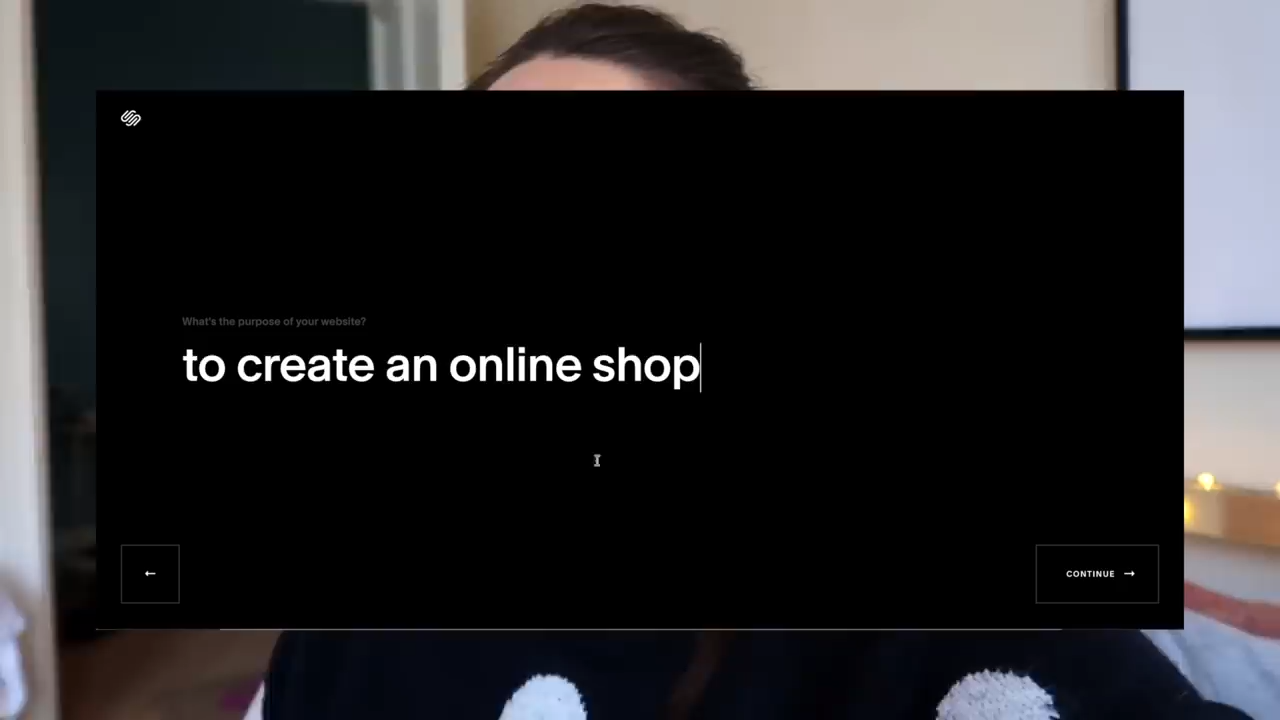 What's the purpose of your website?
to create an online shop
← 
CONTINUE →